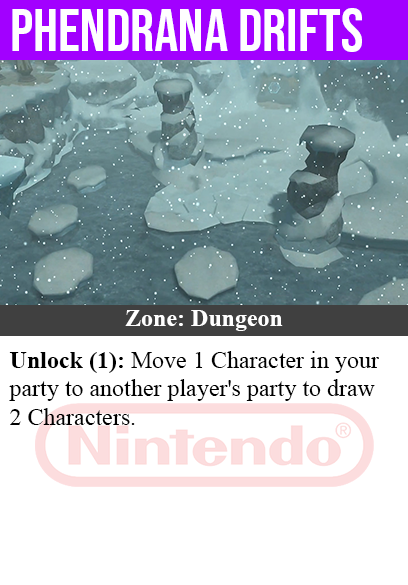 PHENDRANA DRIFTS
Zone: Dungeon
Unlock (1): Move 1 Character in your
party to another player's party to draw
2 Characters.
Nintendo®